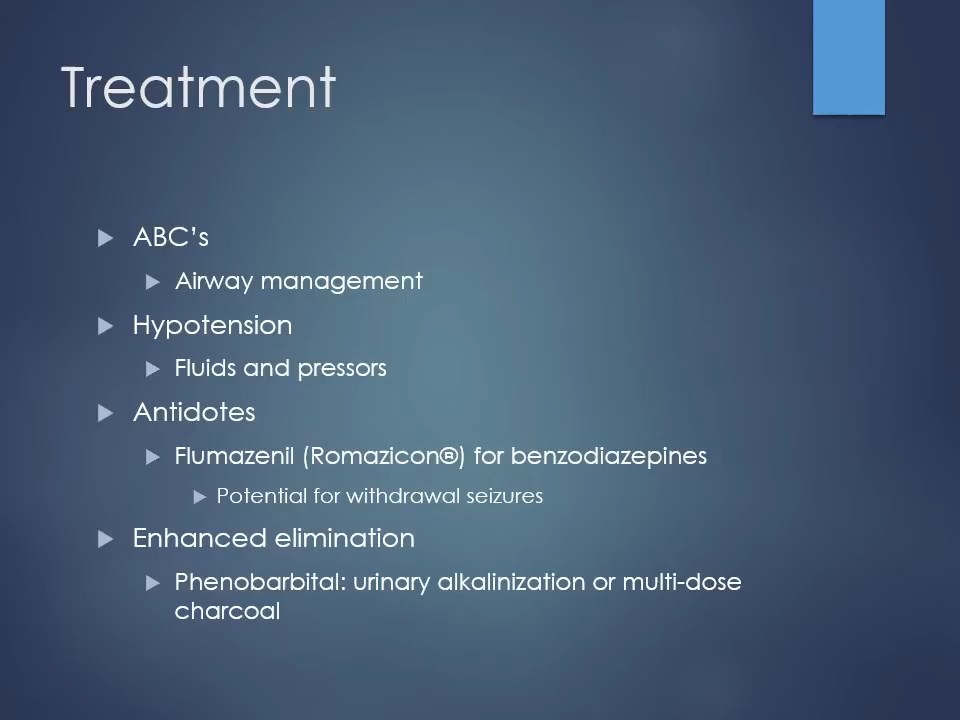 Treatment
ABC's
Airway management
Hypotension
Fluids and pressors
Antidotes
Flumazenil (Romazicon®) for benzodiazepines
Potential for withdrawal seizures
Enhanced elimination
Phenobarbital: urinary alkalinization or multi-dose
charcoal